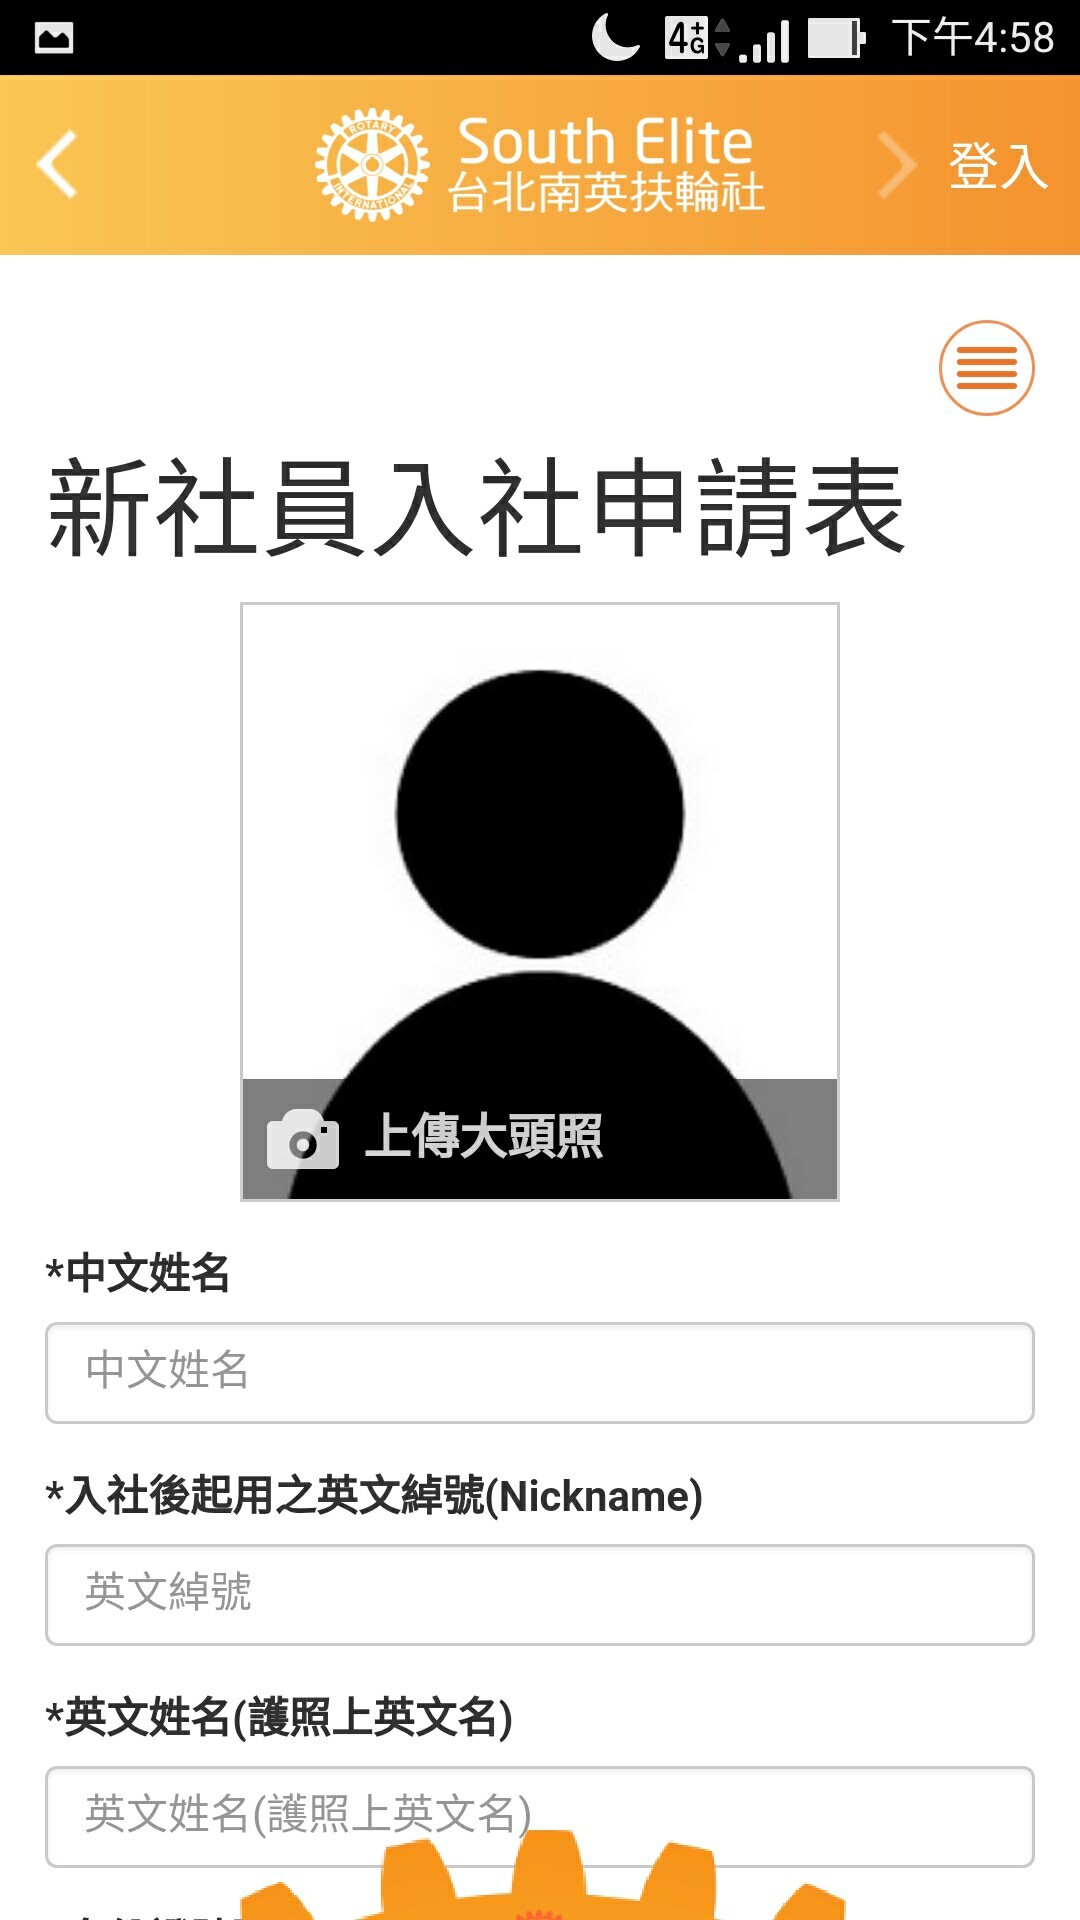 下午4:58
ROTARY
INTERNATIONAL
South Elite
台北南英扶輪社
登入
新社員入社申請表
上傳大頭照
*中文姓名
中文姓名
*入社後起用之英文綽號(Nickname)
英文綽號
*英文姓名(護照上英文名)
英文姓名(護照上英文名)